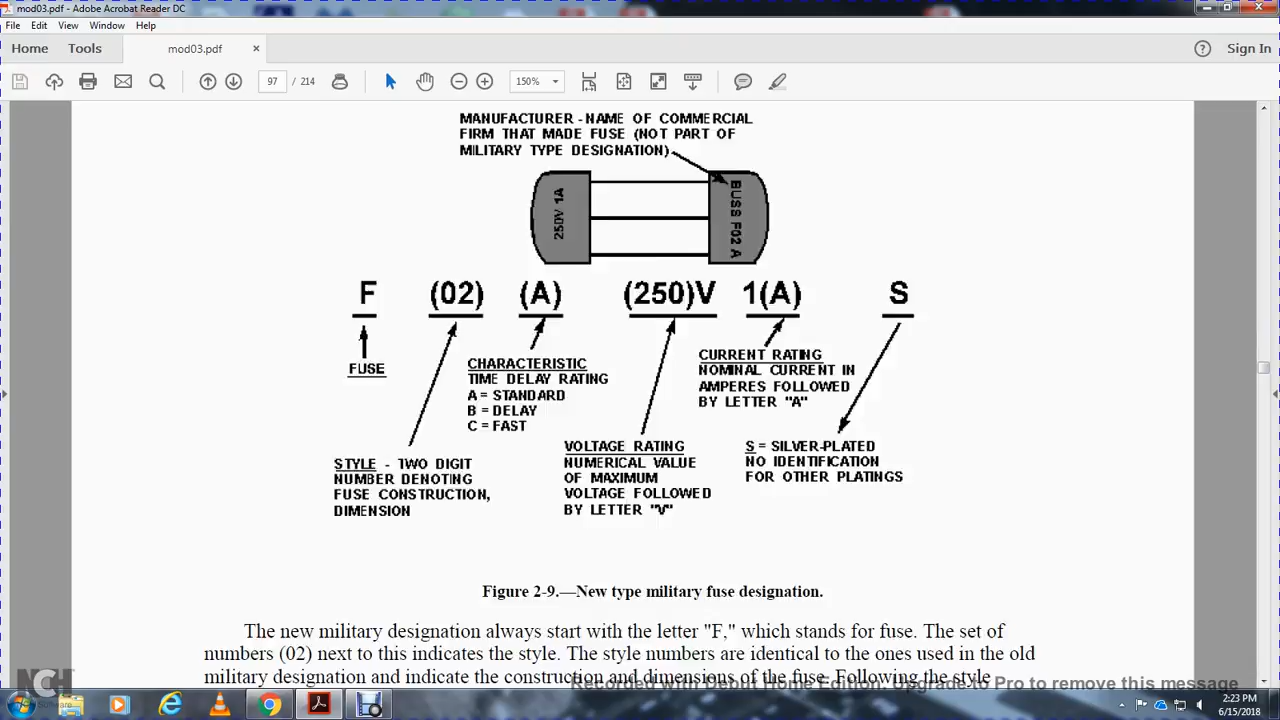 mod03.pdf - Adobe Acrobat Reader DC
File Edit View Window Help
Home Tools mod03.pdf × ? Sign In
97 / 214 150%
MANUFACTURER - NAME OF COMMERCIAL
FIRM THAT MADE FUSE (NOT PART OF
MILITARY TYPE DESIGNATION)
250V 1A
BUSS F02 A
F (02) (A) (250)V 1(A) S
FUSE
CHARACTERISTIC
TIME DELAY RATING
A = STANDARD
B = DELAY
C = FAST
CURRENT RATING
NOMINAL CURRENT IN
AMPERES FOLLOWED
BY LETTER "A"
STYLE - TWO DIGIT
NUMBER DENOTING
FUSE CONSTRUCTION,
DIMENSION
VOLTAGE RATING
NUMERICAL VALUE
OF MAXIMUM
VOLTAGE FOLLOWED
BY LETTER "V"
S = SILVER-PLATED
NO IDENTIFICATION
FOR OTHER PLATINGS
Figure 2-9.—New type military fuse designation.
The new military designation always start with the letter "F," which stands for fuse. The set of
numbers (02) next to this indicates the style. The style numbers are identical to the ones used in the old
military designation and indicate the construction and dimensions of the fuse. Following the style
Recorded with Debut Home Edition. Upgrade to Pro to remove this message
NCH
Software
2:23 PM
6/15/2018